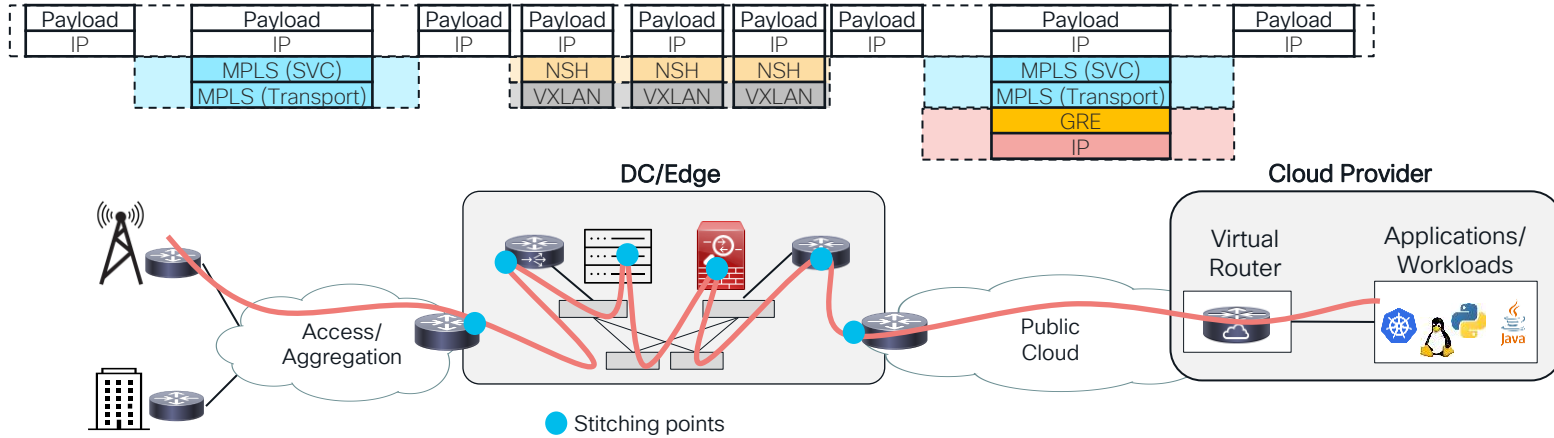 Payload Payload Payload Payload Payload Payload Payload Payload Payload
IP IP IP IP IP IP IP IP IP
MPLS (SVC) NSH NSH NSH MPLS (SVC)
MPLS (Transport) VXLAN VXLAN VXLAN MPLS (Transport)
GRE
IP
DC/Edge
Cloud Provider
Virtual
Router
Applications/
Workloads
Access/
Aggregation
Public
Cloud
Java
Stitching points